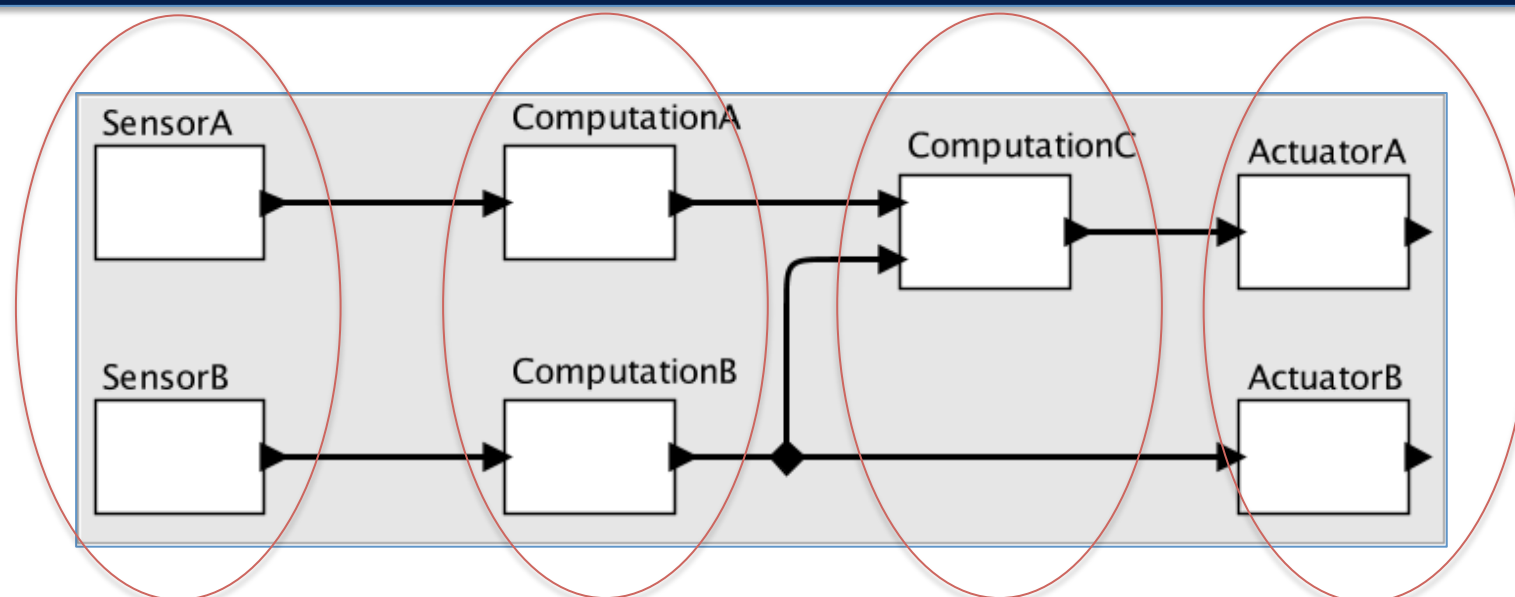 SensorA
ComputationA
ComputationC
ActuatorA
SensorB
ComputationB
ActuatorB